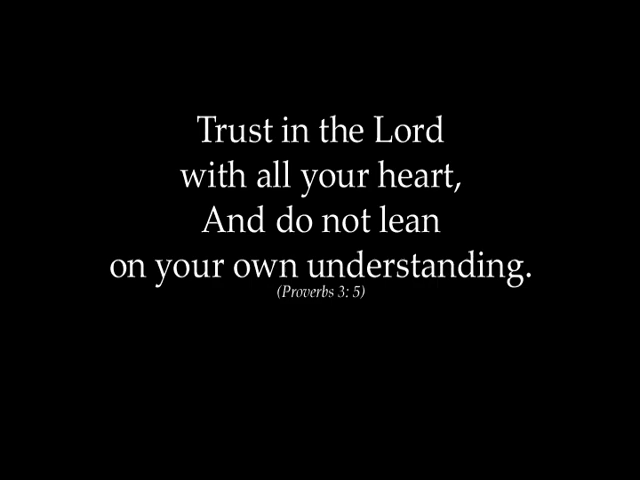 Trust in the Lord
with all your heart,
And do not lean
on your own understanding.
(Proverbs 3: 5)